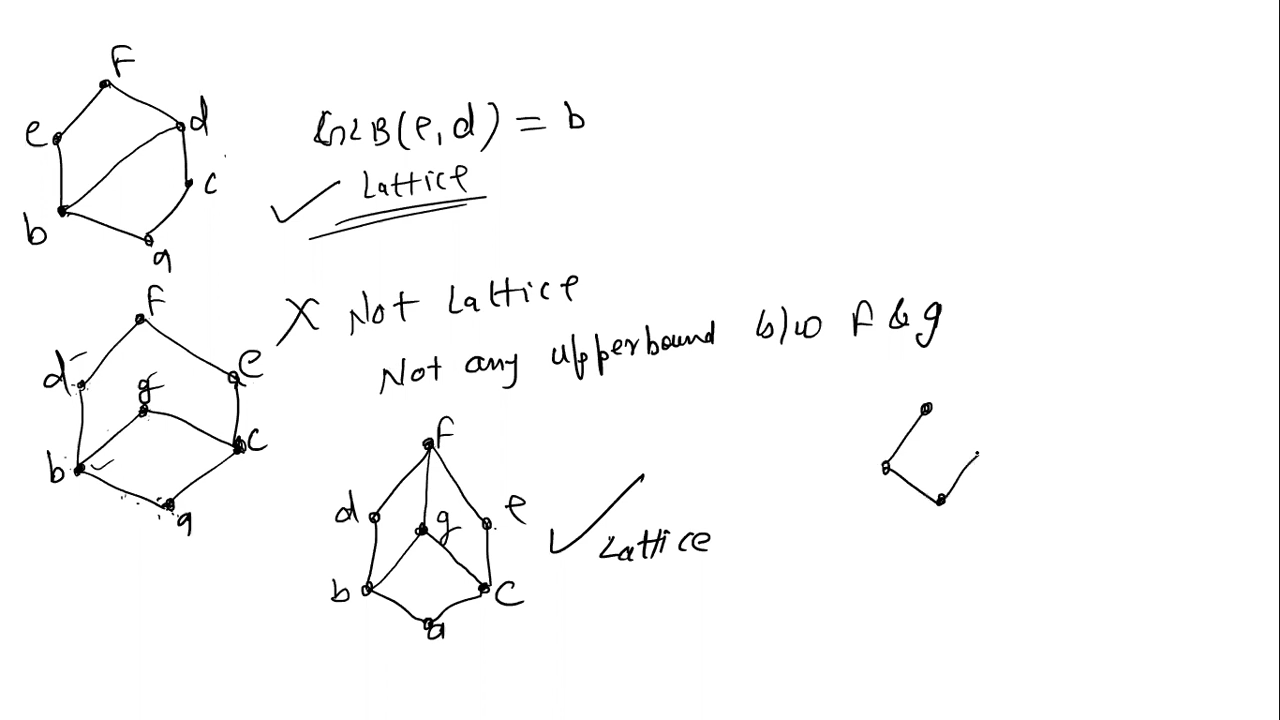 F
e
d
c
b
a
GLB(e,d) = b
Lattice
F
d
e
g
b
c
a
X Not Lattice
Not any upperbound b/w F & g
F
d
g
e
b
c
a
Lattice